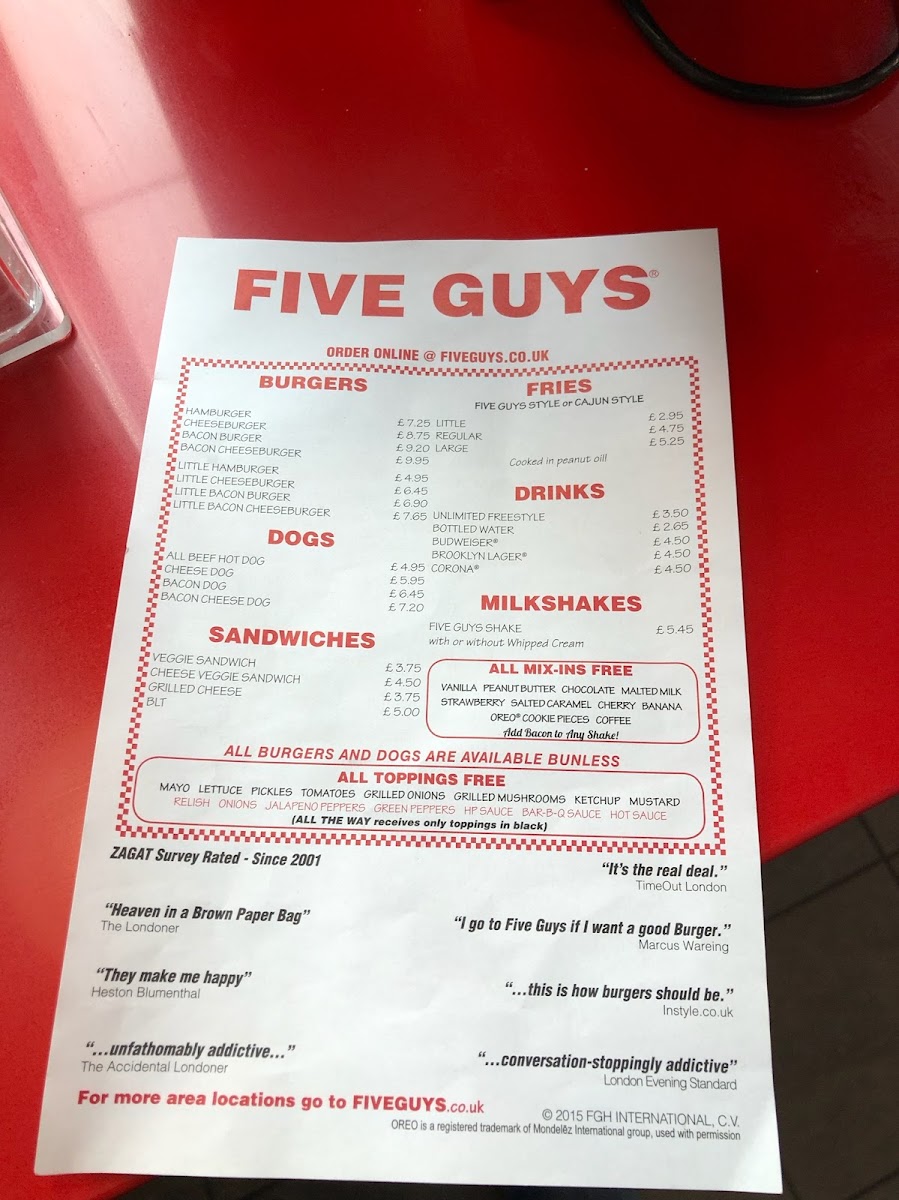 FIVE GUYS®
ORDER ONLINE @ FIVEGUYS.CO.UK
BURGERS
HAMBURGER £ 7.25
CHEESEBURGER £ 8.75
BACON BURGER £ 9.20
BACON CHEESEBURGER £ 9.95
LITTLE HAMBURGER £ 4.95
LITTLE CHEESEBURGER £ 6.45
LITTLE BACON BURGER £ 6.90
LITTLE BACON CHEESEBURGER £ 7.65
DOGS
ALL BEEF HOT DOG £ 4.95
CHEESE DOG £ 5.95
BACON DOG £ 6.45
BACON CHEESE DOG £ 7.20
SANDWICHES
VEGGIE SANDWICH £ 3.75
CHEESE VEGGIE SANDWICH £ 4.50
GRILLED CHEESE £ 3.75
BLT £ 5.00
FRIES
FIVE GUYS STYLE or CAJUN STYLE
LITTLE £ 2.95
REGULAR £ 4.75
LARGE £ 5.25
Cooked in peanut oil!
DRINKS
UNLIMITED FREESTYLE £ 3.50
BOTTLED WATER £ 2.65
BUDWEISER® £ 4.50
BROOKLYN LAGER® £ 4.50
CORONA® £ 4.50
MILKSHAKES
FIVE GUYS SHAKE £ 5.45
with or without Whipped Cream
ALL MIX-INS FREE
VANILLA PEANUT BUTTER CHOCOLATE MALTED MILK
STRAWBERRY SALTED CARAMEL CHERRY BANANA
OREO® COOKIE PIECES COFFEE
Add Bacon to Any Shake!
ALL BURGERS AND DOGS ARE AVAILABLE BUNLESS
ALL TOPPINGS FREE
MAYO LETTUCE PICKLES TOMATOES GRILLED ONIONS GRILLED MUSHROOMS KETCHUP MUSTARD
RELISH ONIONS JALAPENO PEPPERS GREEN PEPPERS HP SAUCE BAR-B-Q SAUCE HOT SAUCE
(ALL THE WAY receives only toppings in black)
ZAGAT Survey Rated - Since 2001
"It's the real deal."
TimeOut London
"Heaven in a Brown Paper Bag"
The Londoner
"I go to Five Guys if I want a good Burger."
Marcus Wareing
"They make me happy"
Heston Blumenthal
"...this is how burgers should be."
Instyle.co.uk
"...unfathomably addictive..."
The Accidental Londoner
"...conversation-stoppingly addictive"
London Evening Standard
For more area locations go to FIVEGUYS.co.uk
© 2015 FGH INTERNATIONAL, C.V.
OREO is a registered trademark of Mondelēz International group, used with permission